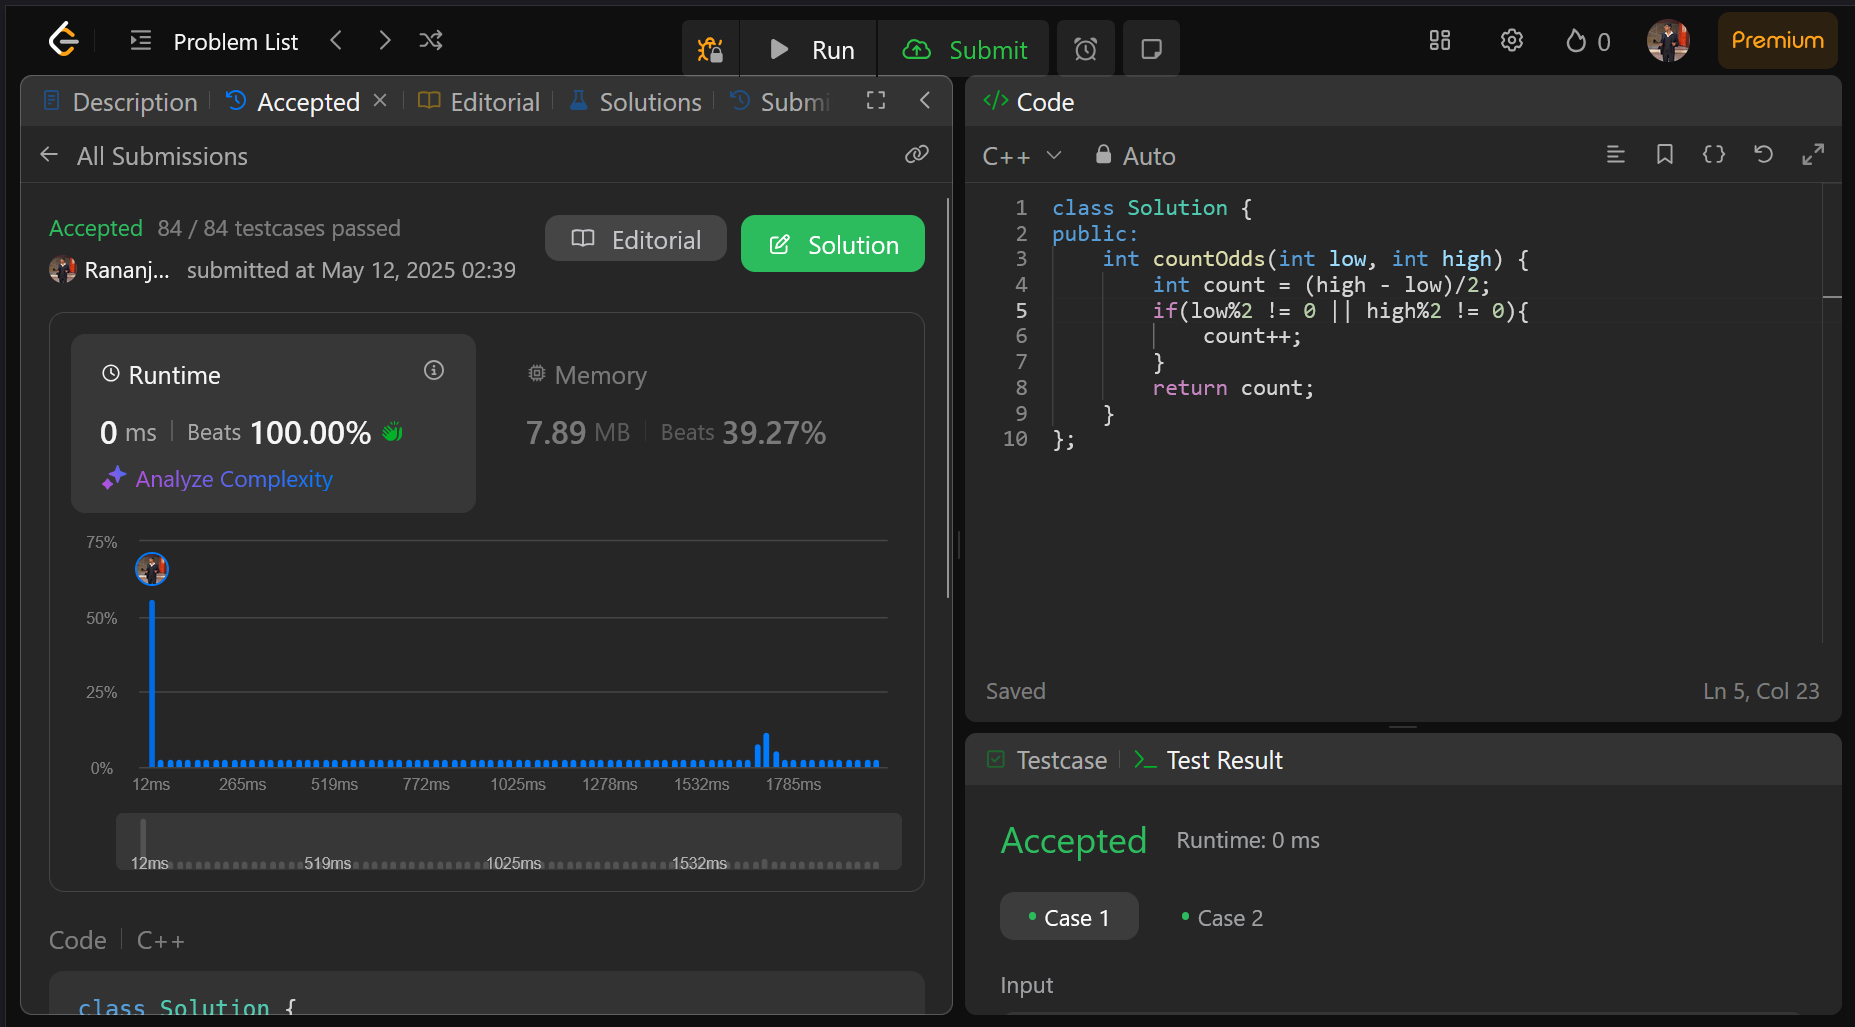 Problem List
Run
Submit
0
Premium
Description
Accepted
Editorial
Solutions
Submi
All Submissions
Accepted 84 / 84 testcases passed
Rananj... submitted at May 12, 2025 02:39
Editorial
Solution
Runtime
0 ms
Beats 100.00%
Analyze Complexity
Memory
7.89 MB
Beats 39.27%
75%
50%
25%
0%
12ms 265ms 519ms 772ms 1025ms 1278ms 1532ms 1785ms
12ms 519ms 1025ms 1532ms
Code
C++
class Solution {
</> Code
C++
Auto
1 class Solution {
2 public:
3 int countOdds(int low, int high) {
4 int count = (high - low)/2;
5 if(low%2 != 0 || high%2 != 0){
6 count++;
7 }
8 return count;
9 }
10 };
Saved
Ln 5, Col 23
Testcase
Test Result
Accepted
Runtime: 0 ms
Case 1
Case 2
Input